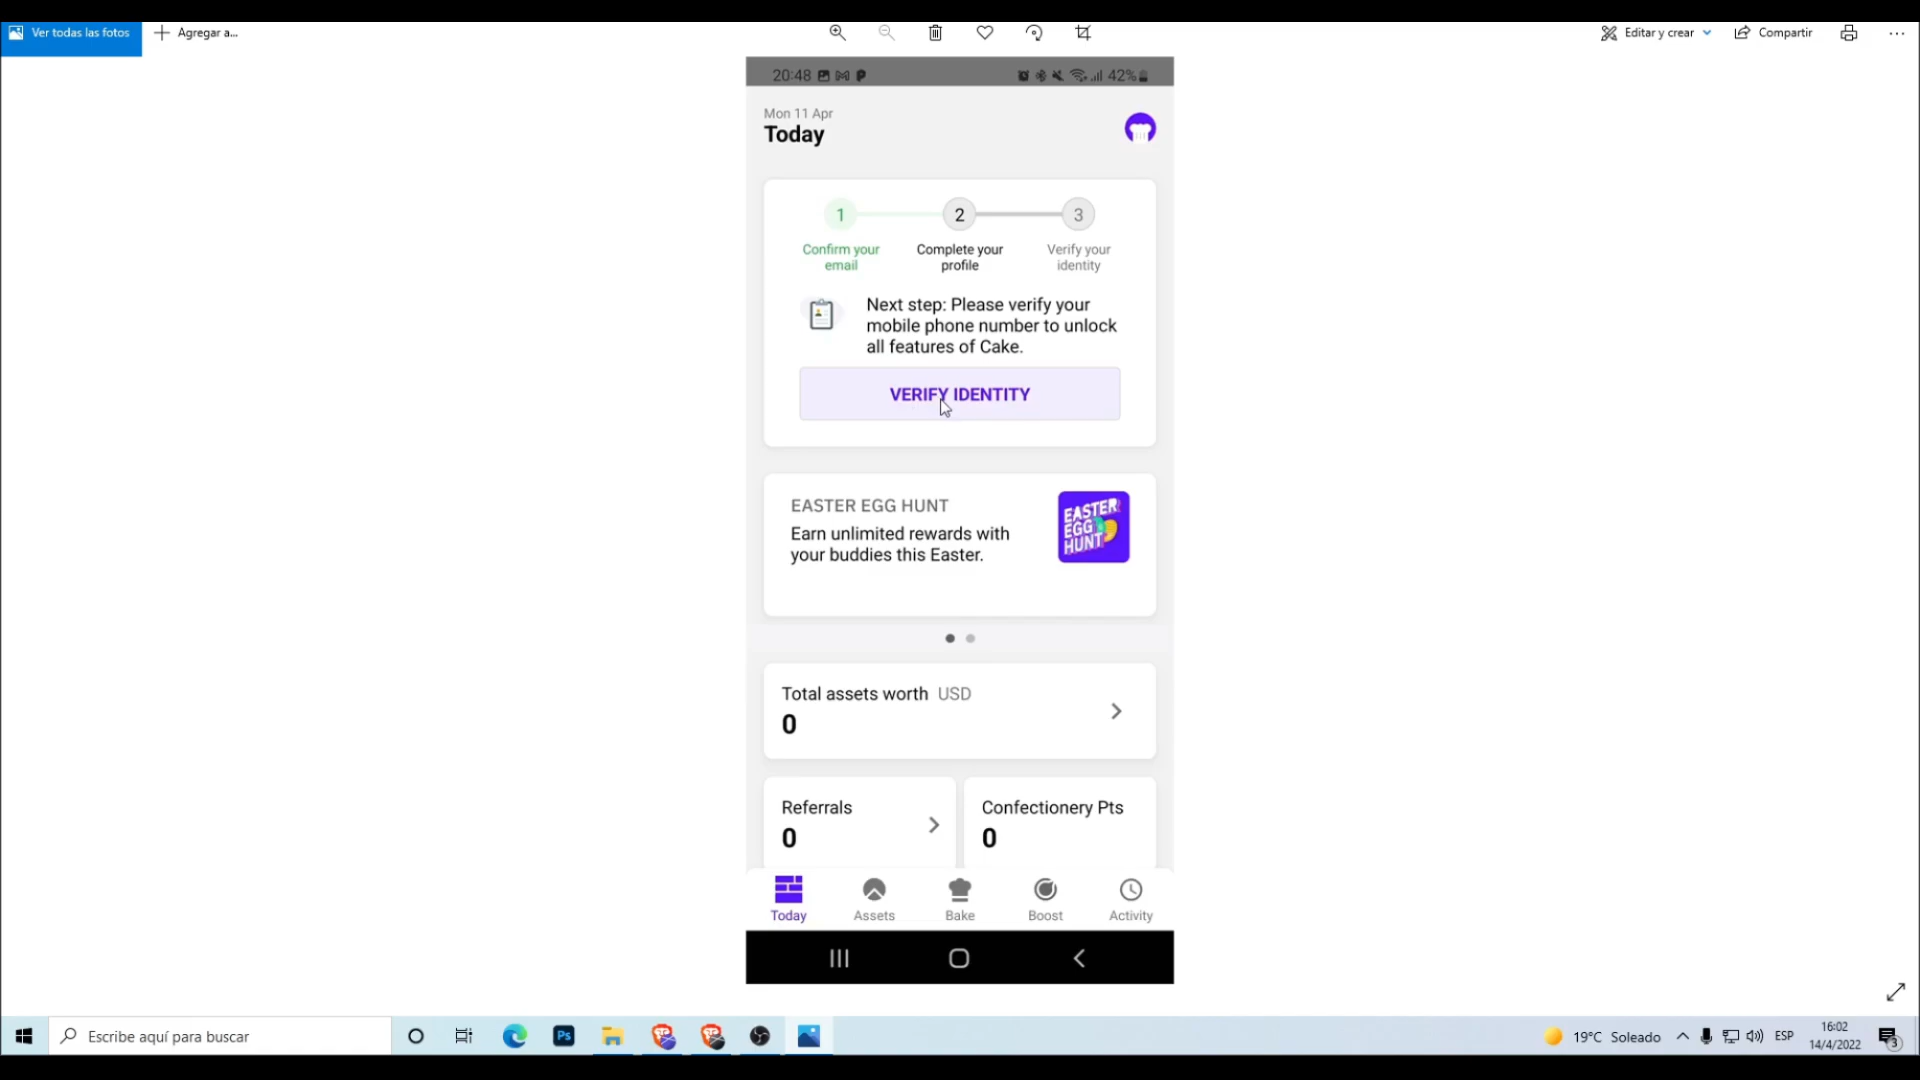 Ver todas las fotos
Agregar a...
Editar y crear
Compartir
20:48
42%
Mon 11 Apr
Today
1
2
3
Confirm your
email
Complete your
profile
Verify your
identity
Next step: Please verify your
mobile phone number to unlock
all features of Cake.
VERIFY IDENTITY
EASTER EGG HUNT
Earn unlimited rewards with
your buddies this Easter.
EASTER
EGG
HUNT
Total assets worth USD
0
Referrals
0
Confectionery Pts
0
Today
Assets
Bake
Boost
Activity
Escribe aquí para buscar
Ps
19°C Soleado
ESP
16:02
14/4/2022
3